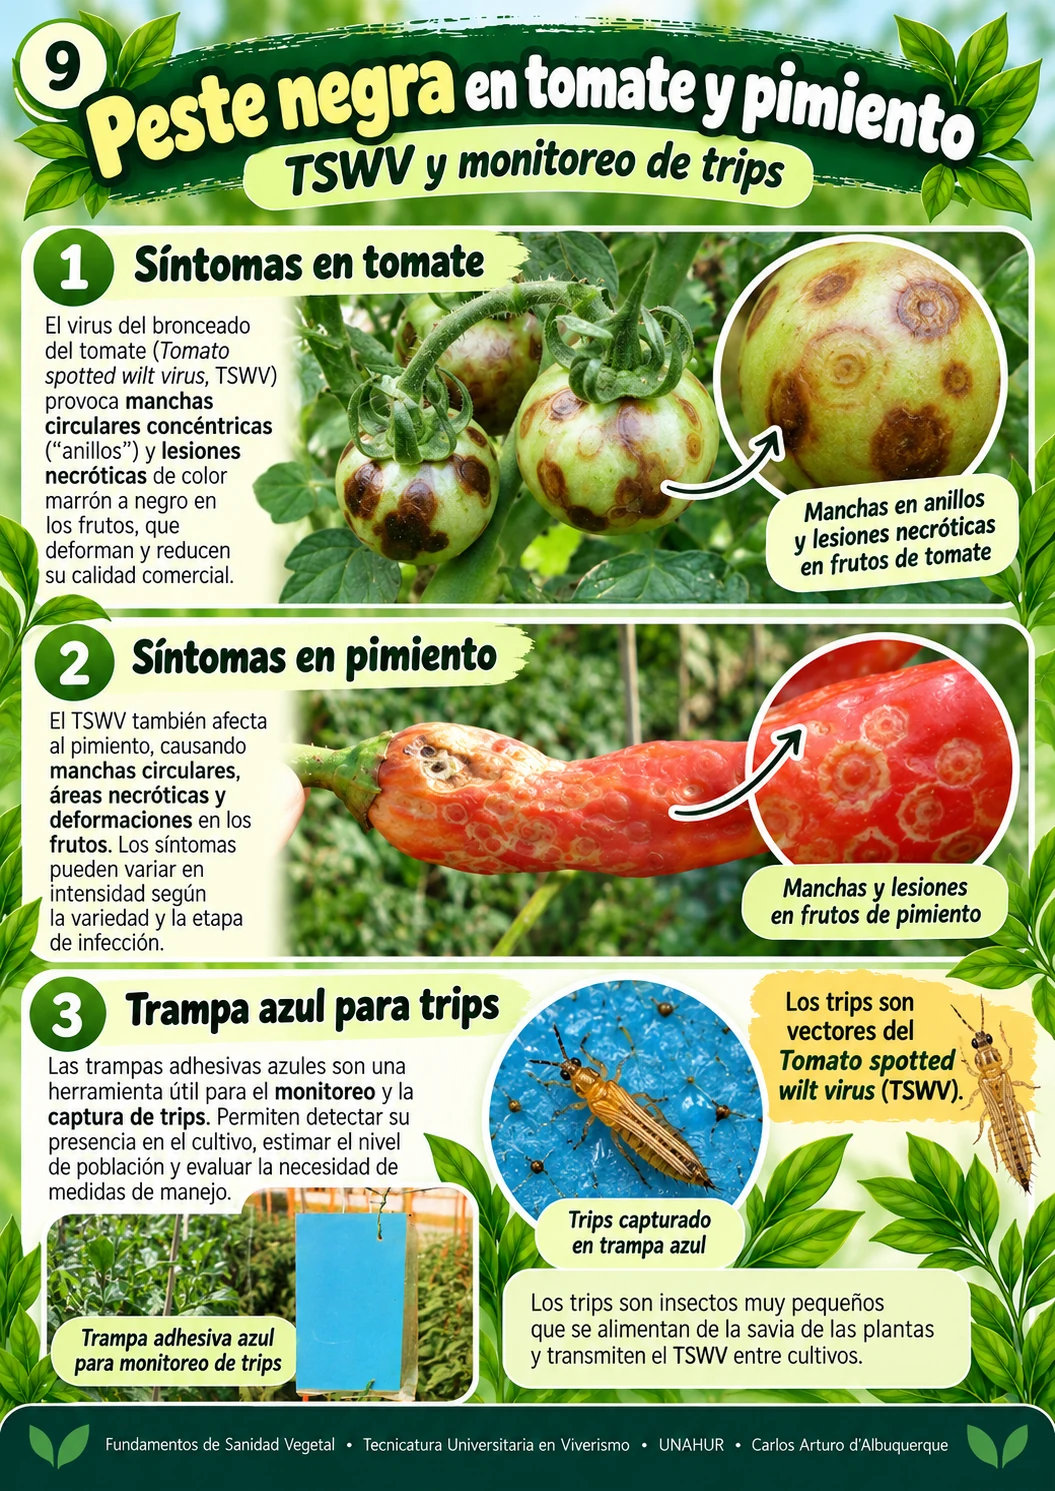 9
Peste negra en tomate y pimiento
TSWV y monitoreo de trips
1
Síntomas en tomate
El virus del bronceado
del tomate (Tomato
spotted wilt virus, TSWV)
provoca manchas
circulares concéntricas
(“anillos”) y lesiones
necróticas de color
marrón a negro en
los frutos, que
deforman y reducen
su calidad comercial.
Manchas en anillos
y lesiones necróticas
en frutos de tomate
2
Síntomas en pimiento
El TSWV también afecta
al pimiento, causando
manchas circulares,
áreas necróticas y
deformaciones en los
frutos. Los síntomas
pueden variar en
intensidad según
la variedad y la etapa
de infección.
Manchas y lesiones
en frutos de pimiento
3
Trampa azul para trips
Las trampas adhesivas azules son una
herramienta útil para el monitoreo y la
captura de trips. Permiten detectar su
presencia en el cultivo, estimar el nivel
de población y evaluar la necesidad de
medidas de manejo.
Trampa adhesiva azul
para monitoreo de trips
Trips capturado
en trampa azul
Los trips son
vectores del
Tomato spotted
wilt virus (TSWV).
Los trips son insectos muy pequeños
que se alimentan de la savia de las plantas
y transmiten el TSWV entre cultivos.
Fundamentos de Sanidad Vegetal • Tecnicatura Universitaria en Viverismo • UNAHUR • Carlos Arturo d’Albuquerque